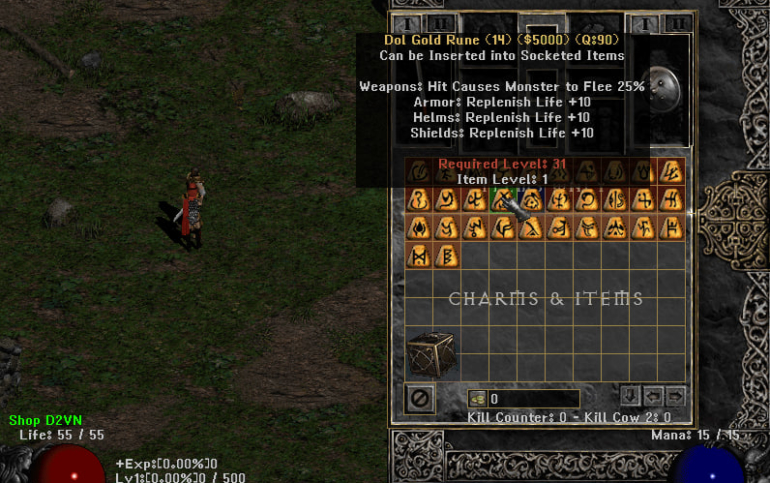 I II I II
Dol Gold Rune (14) ($5000) (Q:90)
Can be Inserted into Socketed Items
Weapons: Hit Causes Monster to Flee 25%
Armor: Replenish Life +10
Helms: Replenish Life +10
Shields: Replenish Life +10
Required Level: 31
Item Level: 1
CHARMS & ITEMS
0
Kill Counter: 0 - Kill Cow 2: 0
Shop D2VN
Life: 55 / 55
Mana: 15 / 15
+Exp:[0.00%]0
Lv1:[0.00%]0 / 500